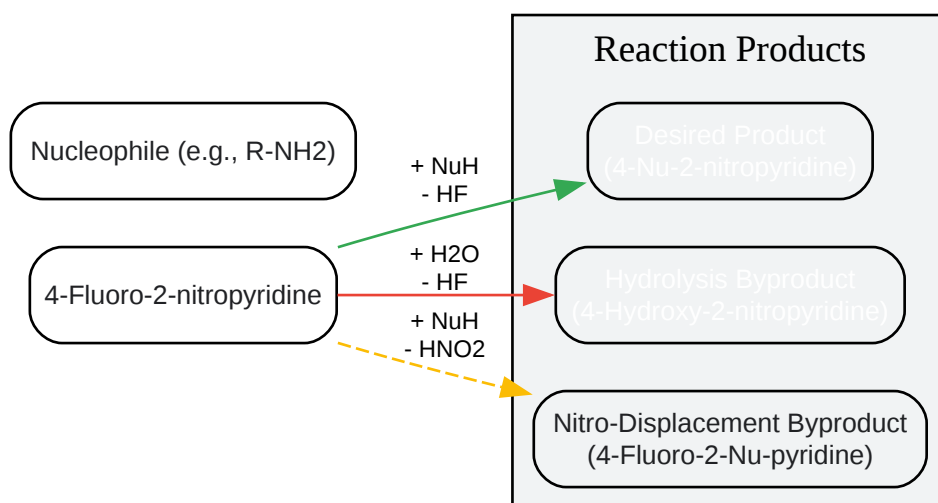 Reaction Products
Nucleophile (e.g., R-NH2)
Desired Product
(4-Nu-2-nitropyridine)
+ NuH
- HF
4-Fluoro-2-nitropyridine
+ H2O
- HF
Hydrolysis Byproduct
(4-Hydroxy-2-nitropyridine)
+ NuH
- HNO2
Nitro-Displacement Byproduct
(4-Fluoro-2-Nu-pyridine)